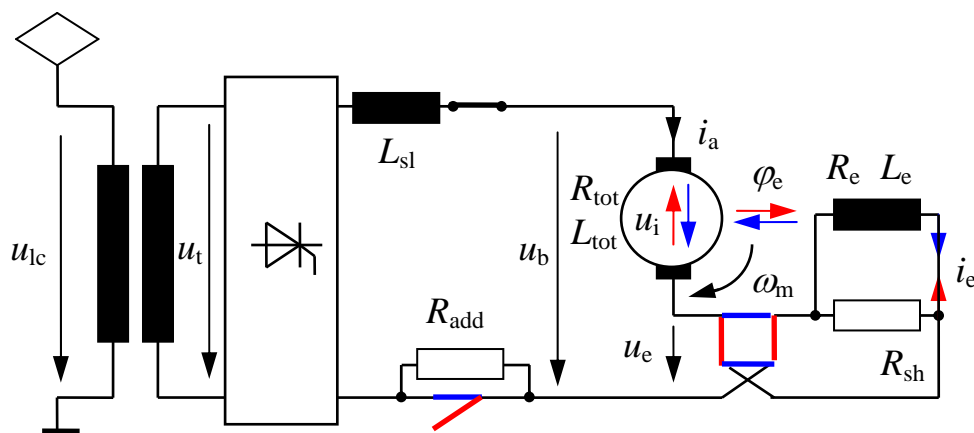 u_lc
u_t
L_sl
R_add
u_b
i_a
R_tot
L_tot
u_i
φ_e
ω_m
u_e
R_e L_e
i_e
R_sh